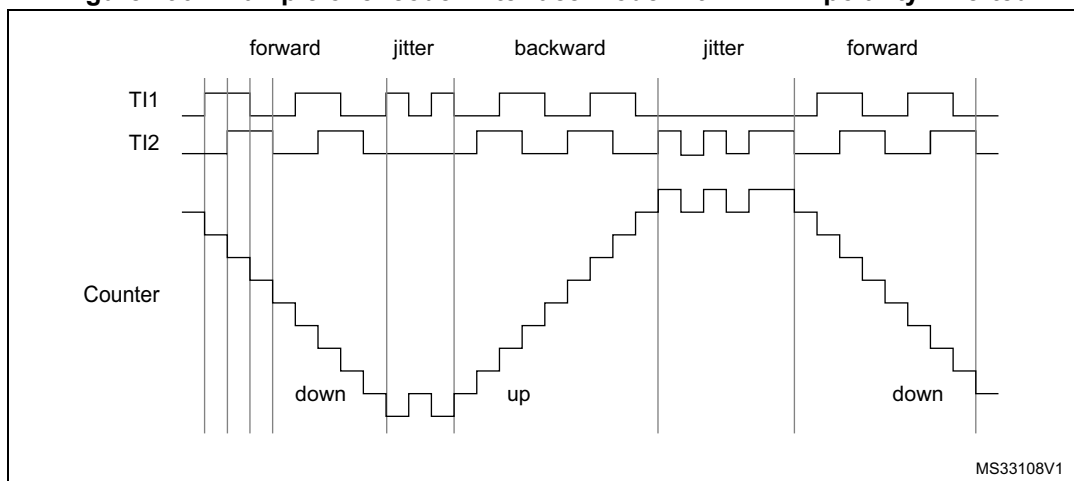 forward jitter backward jitter forward
TI1
TI2
Counter
down up down
MS33108V1